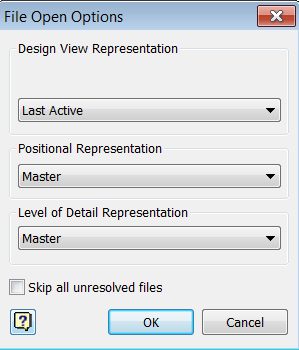 File Open Options
Design View Representation
Last Active
Positional Representation
Master
Level of Detail Representation
Master
Skip all unresolved files
OK
Cancel